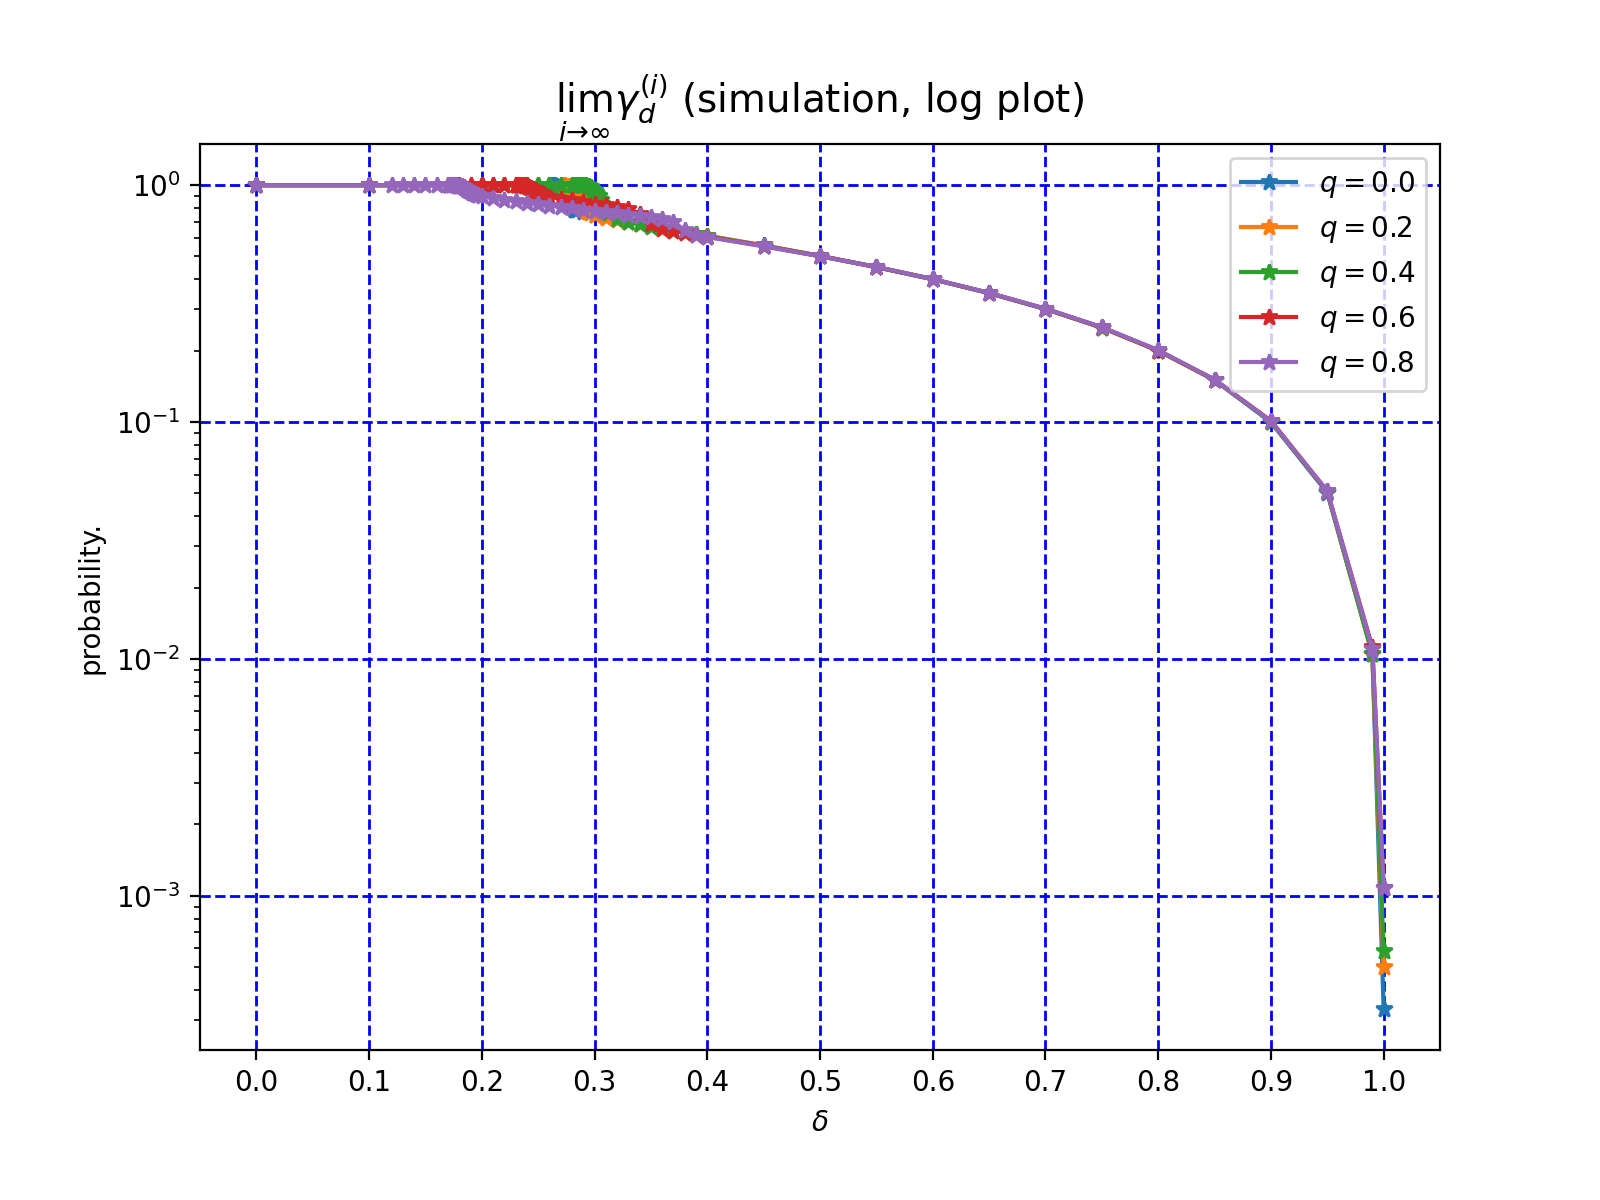 lim γ_d^(i) (simulation, log plot)
i→∞
10^0
10^−1
10^−2
10^−3
probability.
0.0 0.1 0.2 0.3 0.4 0.5 0.6 0.7 0.8 0.9 1.0
δ
q = 0.0
q = 0.2
q = 0.4
q = 0.6
q = 0.8